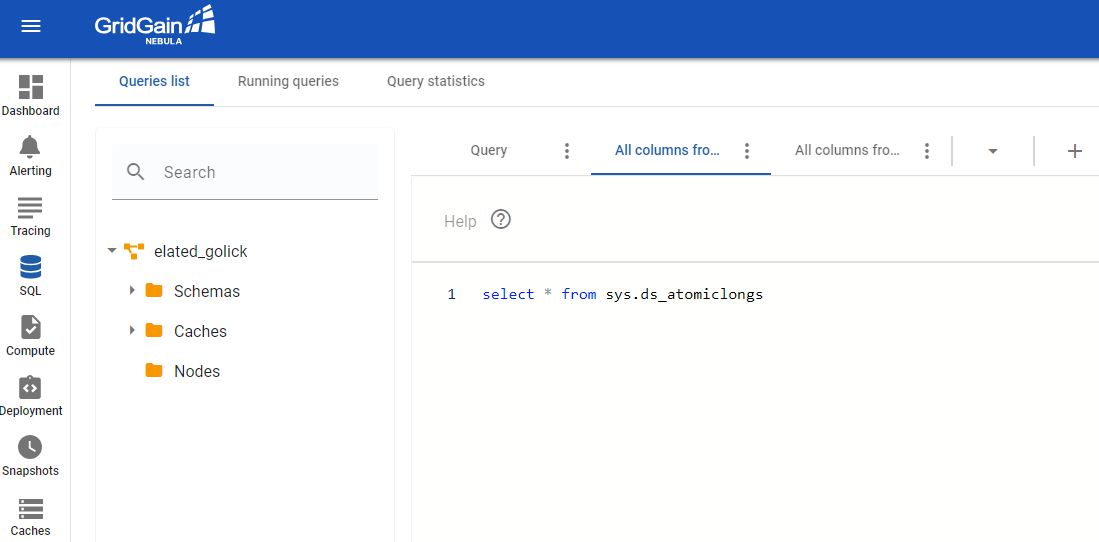 GridGain
NEBULA
Dashboard
Alerting
Tracing
SQL
Compute
Deployment
Snapshots
Caches
Queries list
Running queries
Query statistics
Search
elated_golick
Schemas
Caches
Nodes
Query
All columns fro...
All columns fro...
Help ?
1 select * from sys.ds_atomiclongs